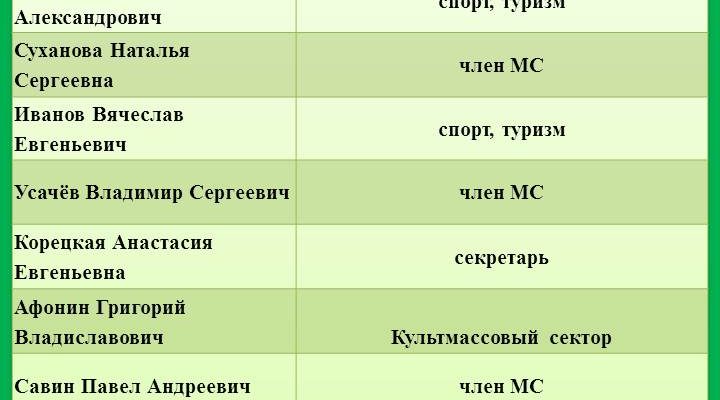 спорт, туризм
Александрович
Суханова Наталья
Сергеевна
член МС
Иванов Вячеслав
Евгеньевич
спорт, туризм
Усачёв Владимир Сергеевич
член МС
Корецкая Анастасия
Евгеньевна
секретарь
Афонин Григорий
Владиславович
Культмассовый сектор
Савин Павел Андреевич
член МС